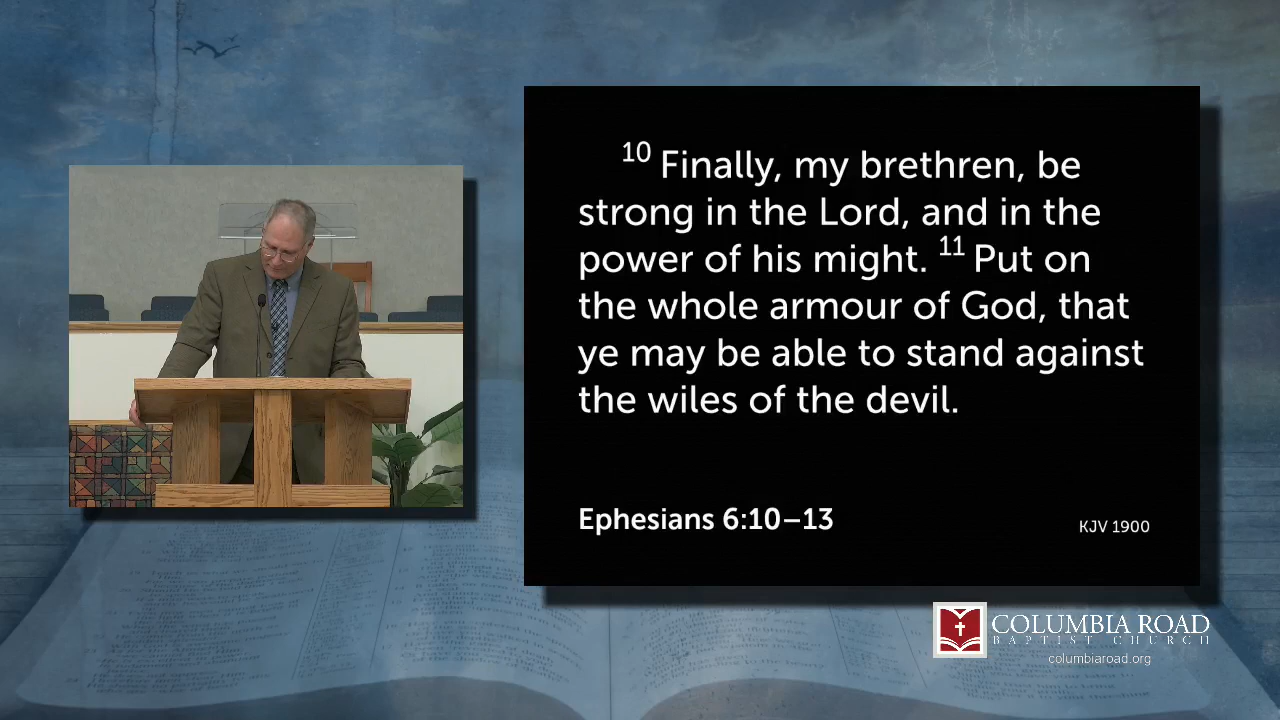 10 Finally, my brethren, be
strong in the Lord, and in the
power of his might. 11 Put on
the whole armour of God, that
ye may be able to stand against
the wiles of the devil.
Ephesians 6:10–13
KJV 1900
COLUMBIA ROAD
BAPTIST CHURCH
columbiaroad.org